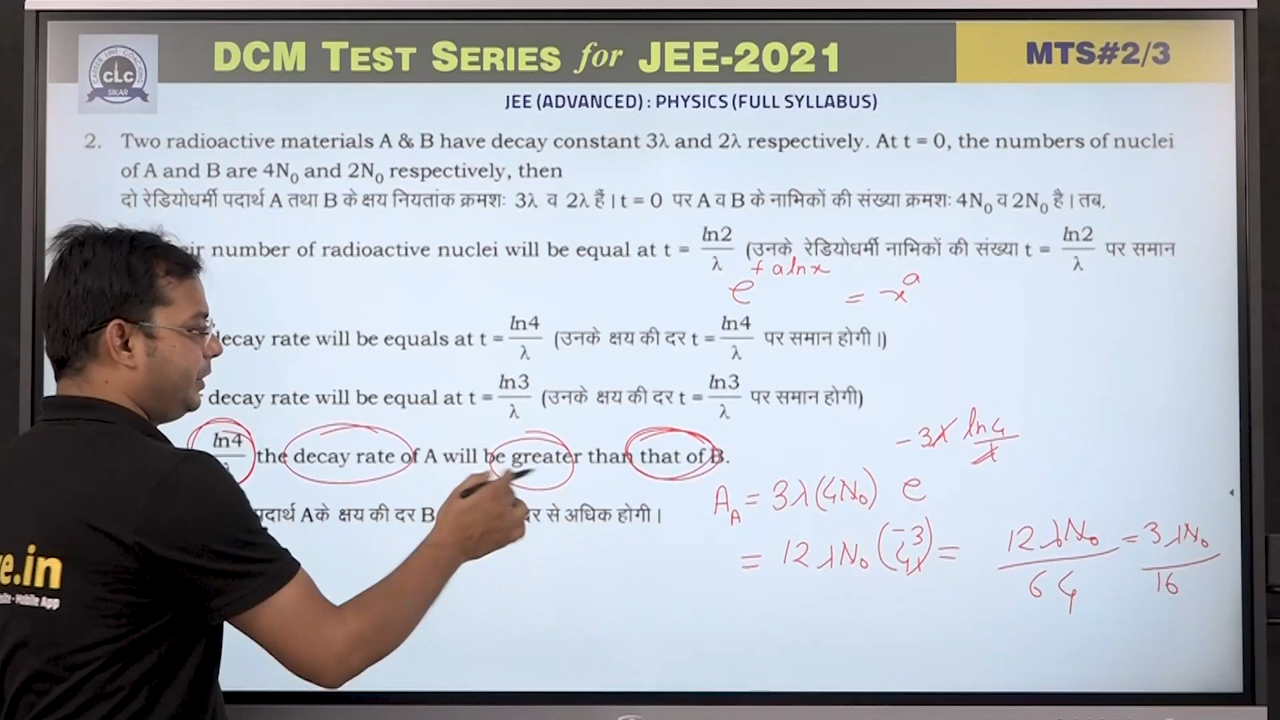 DCM TEST SERIES for JEE-2021
MTS#2/3
CLC
SIKAR
JEE (ADVANCED) : PHYSICS (FULL SYLLABUS)
2. Two radioactive materials A & B have decay constant 3λ and 2λ respectively. At t = 0, the numbers of nuclei
of A and B are 4N₀ and 2N₀ respectively, then
दो रेडियोधर्मी पदार्थ A तथा B के क्षय नियतांक क्रमशः 3λ व 2λ हैं। t = 0 पर A व B के नाभिकों की संख्या क्रमशः 4N₀ व 2N₀ है। तब,
number of radioactive nuclei will be equal at t = ln2/λ (उनके रेडियोधर्मी नाभिकों की संख्या t = ln2/λ पर समान
e^(+a ln x) = x^a
decay rate will be equals at t = ln4/λ (उनके क्षय की दर t = ln4/λ पर समान होगी।)
decay rate will be equal at t = ln3/λ (उनके क्षय की दर t = ln3/λ पर समान होगी)
ln4/λ the decay rate of A will be greater than that of B.
पदार्थ A के क्षय की दर B दर से अधिक होगी।
A_A = 3λ(4N₀) e^(-3λ ln4/λ)
= 12λN₀ (4)^-3 = 12λN₀/64 = 3λN₀/16
e.in
Mobile App